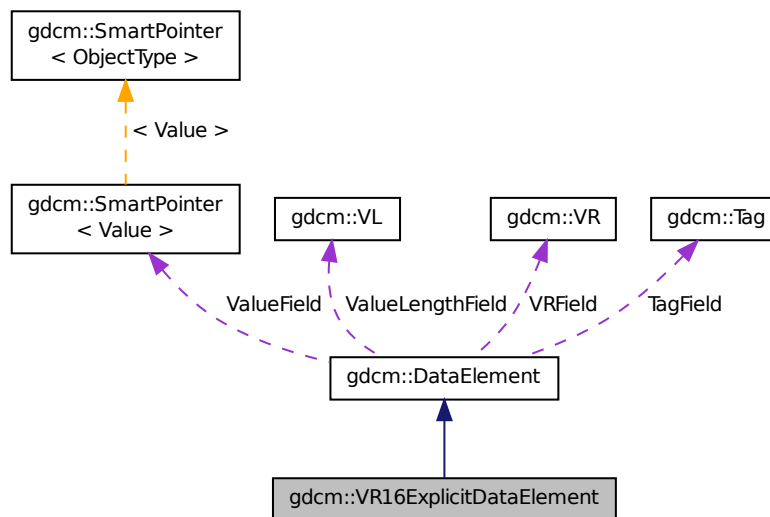 gdcm::SmartPointer
< ObjectType >
< Value >
gdcm::SmartPointer
< Value >
gdcm::VL
gdcm::VR
gdcm::Tag
ValueField
ValueLengthField
VRField
TagField
gdcm::DataElement
gdcm::VR16ExplicitDataElement